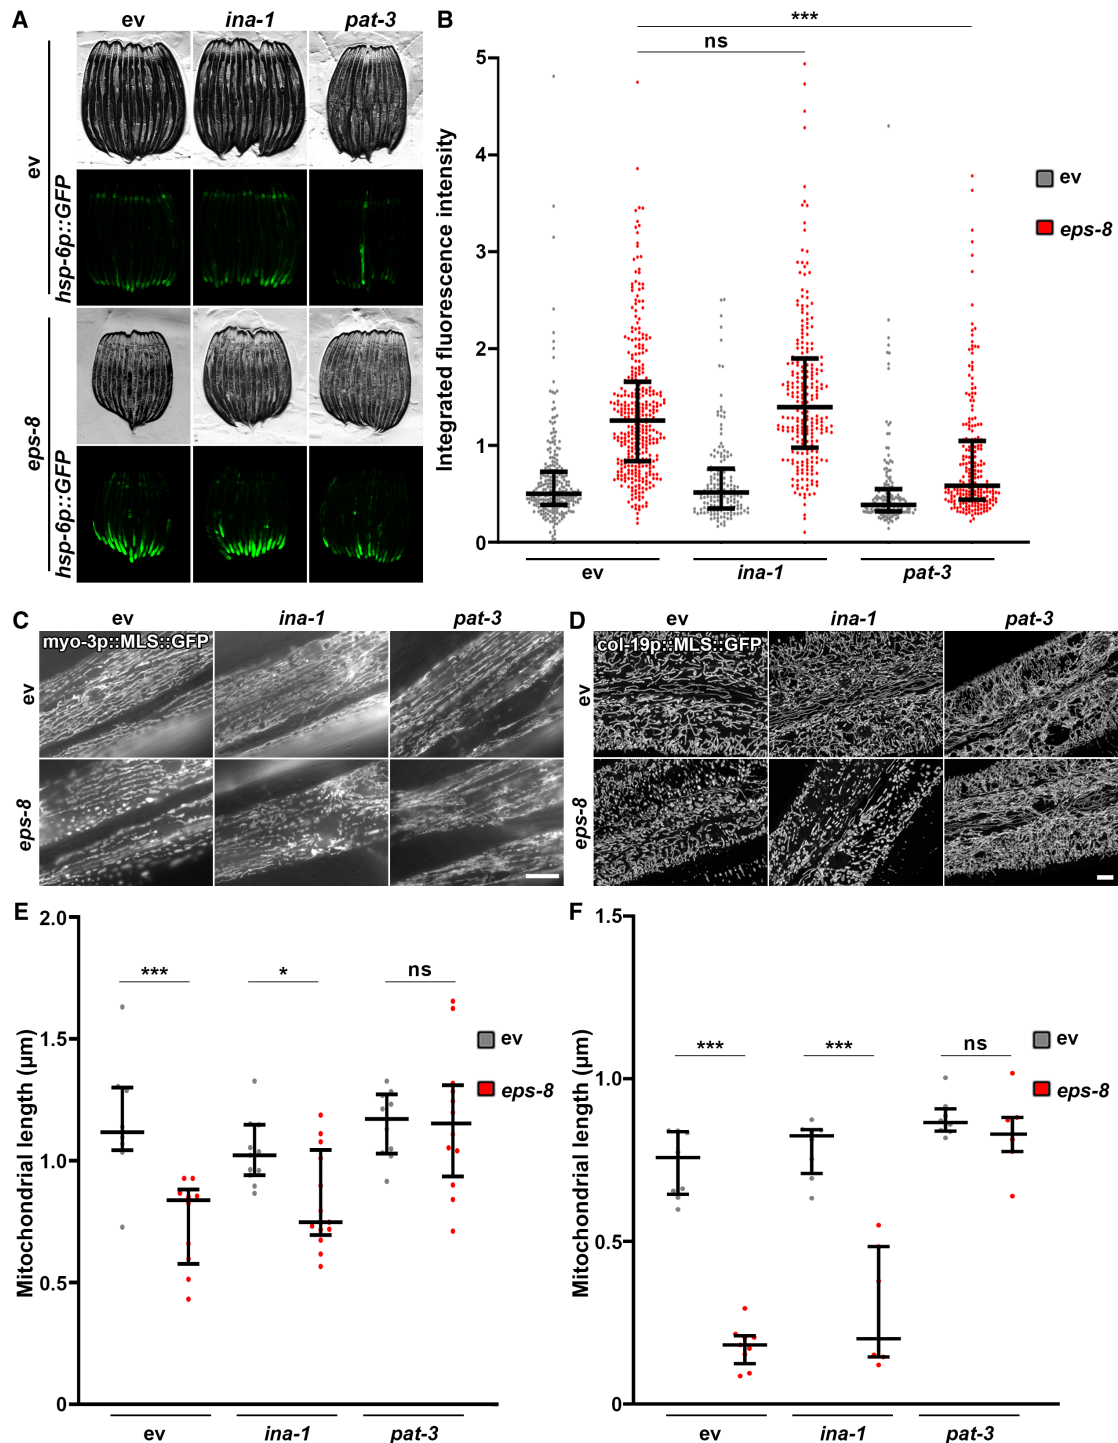 A
ev
ina-1
pat-3
ev
hsp-6p::GFP
eps-8
hsp-6p::GFP
B
***
ns
Integrated fluorescence intensity
5
4
3
2
1
0
ev
ina-1
pat-3
ev
eps-8
C
ev
ina-1
pat-3
myo-3p::MLS::GFP
ev
eps-8
D
ev
ina-1
pat-3
col-19p::MLS::GFP
ev
eps-8
E
Mitochondrial length (µm)
2.0
1.5
1.0
0.5
0
***
*
ns
ev
eps-8
ev
ina-1
pat-3
F
Mitochondrial length (µm)
1.5
1.0
0.5
0
***
***
ns
ev
eps-8
ev
ina-1
pat-3